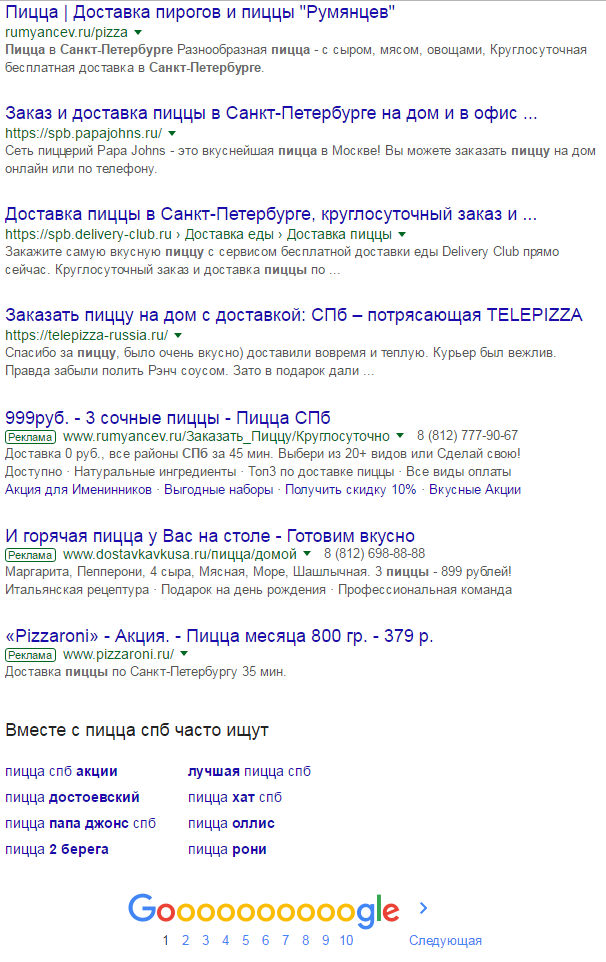 Пицца | Доставка пирогов и пиццы "Румянцев"
rumyancev.ru/pizza
Пицца в Санкт-Петербурге Разнообразная пицца - с сыром, мясом, овощами, Круглосуточная
бесплатная доставка в Санкт-Петербурге.
Заказ и доставка пиццы в Санкт-Петербурге на дом и в офис ...
https://spb.papajohns.ru/
Сеть пиццерий Papa Johns - это вкуснейшая пицца в Москве! Вы можете заказать пиццу на дом
онлайн или по телефону.
Доставка пиццы в Санкт-Петербурге, круглосуточный заказ и ...
https://spb.delivery-club.ru › Доставка еды › Доставка пиццы
Закажите самую вкусную пиццу с сервисом бесплатной доставки еды Delivery Club прямо
сейчас. Круглосуточный заказ и доставка пиццы по ...
Заказать пиццу на дом с доставкой: СПб – потрясающая TELEPIZZA
https://telepizza-russia.ru/
Спасибо за пиццу, было очень вкусно) доставили вовремя и теплую. Курьер был вежлив.
Правда забыли полить Рэнч соусом. Зато в подарок дали ...
999руб. - 3 сочные пиццы - Пицца СПб
Реклама www.rumyancev.ru/Заказать_Пиццу/Круглосуточно 8 (812) 777-90-67
Доставка 0 руб., все районы СПб за 45 мин. Выбери из 20+ видов или Сделай свою!
Доступно · Натуральные ингредиенты · Топ3 по доставке пиццы · Все виды оплаты
Акция для Именинников · Выгодные наборы · Получить скидку 10% · Вкусные Акции
И горячая пицца у Вас на столе - Готовим вкусно
Реклама www.dostavkavkusa.ru/пицца/домой 8 (812) 698-88-88
Маргарита, Пепперони, 4 сыра, Мясная, Море, Шашлычная. 3 пиццы - 899 рублей!
Итальянская рецептура · Подарок на день рождения · Профессиональная команда
«Pizzaroni» - Акция. - Пицца месяца 800 гр. - 379 р.
Реклама www.pizzaroni.ru/
Доставка пиццы по Санкт-Петербургу 35 мин.
Вместе с пицца спб часто ищут
пицца спб акции лучшая пицца спб
пицца достоевский пицца хат спб
пицца папа джонс спб пицца оллис
пицца 2 берега пицца рони
Goooooooooogle
1 2 3 4 5 6 7 8 9 10 Следующая